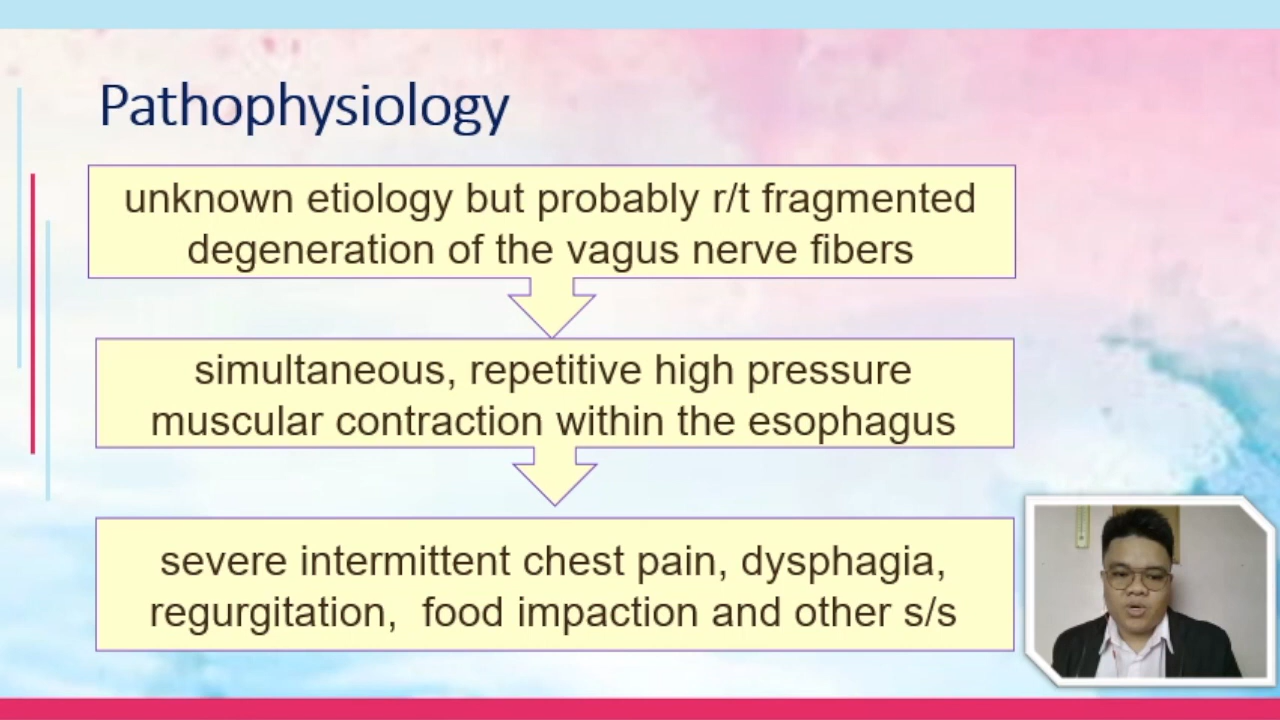 Pathophysiology
unknown etiology but probably r/t fragmented
degeneration of the vagus nerve fibers
simultaneous, repetitive high pressure
muscular contraction within the esophagus
severe intermittent chest pain, dysphagia,
regurgitation,  food impaction and other s/s